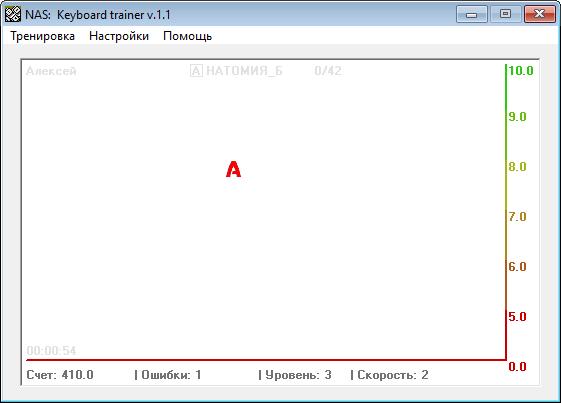 NAS: Keyboard trainer v.1.1
Тренировка Настройки Помощь
Алексей А НАТОМИЯ_Б 0/42
10.0
9.0
А
8.0
7.0
6.0
5.0
00:00:54
0.0
Счет: 410.0 | Ошибки: 1 | Уровень: 3 | Скорость: 2